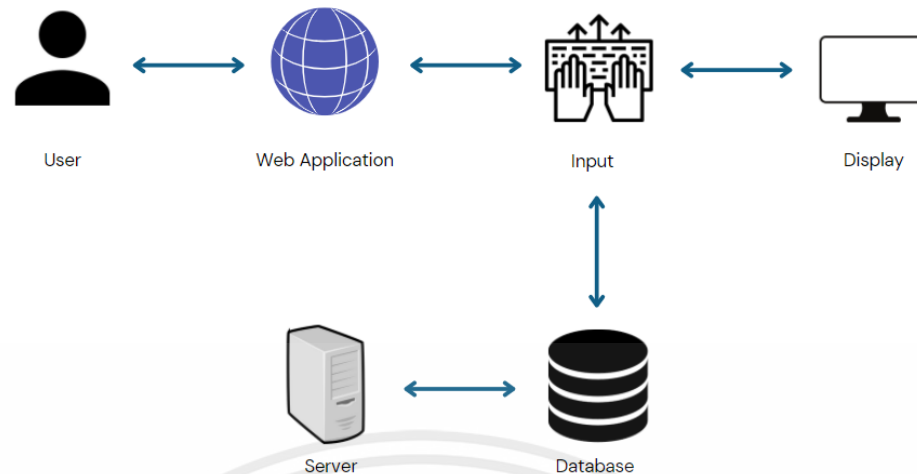 User
Web Application
Input
Display
Server
Database